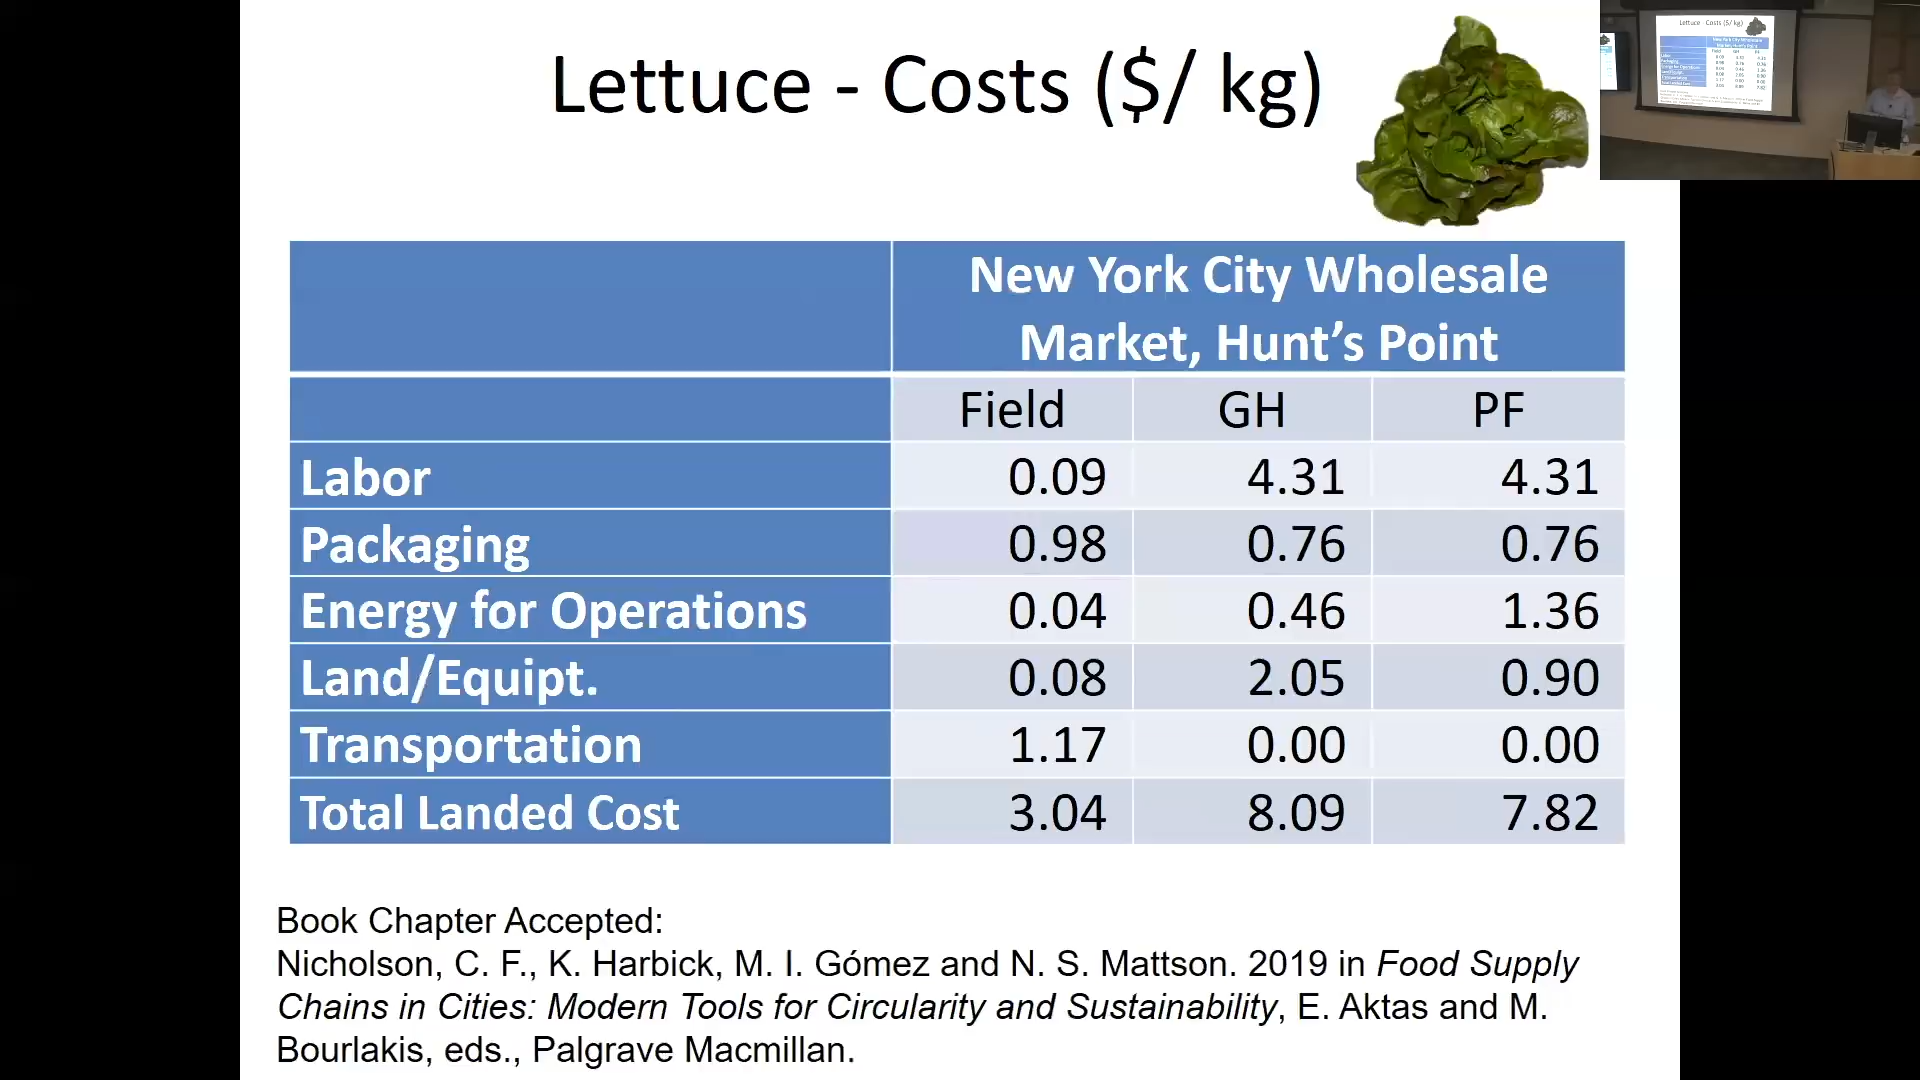 Lettuce - Costs ($/ kg)
New York City Wholesale
Market, Hunt’s Point
Field GH PF
Labor 0.09 4.31 4.31
Packaging 0.98 0.76 0.76
Energy for Operations 0.04 0.46 1.36
Land/Equipt. 0.08 2.05 0.90
Transportation 1.17 0.00 0.00
Total Landed Cost 3.04 8.09 7.82
Book Chapter Accepted:
Nicholson, C. F., K. Harbick, M. I. Gómez and N. S. Mattson. 2019 in Food Supply
Chains in Cities: Modern Tools for Circularity and Sustainability, E. Aktas and M.
Bourlakis, eds., Palgrave Macmillan.
Lettuce - Costs ($/ kg)